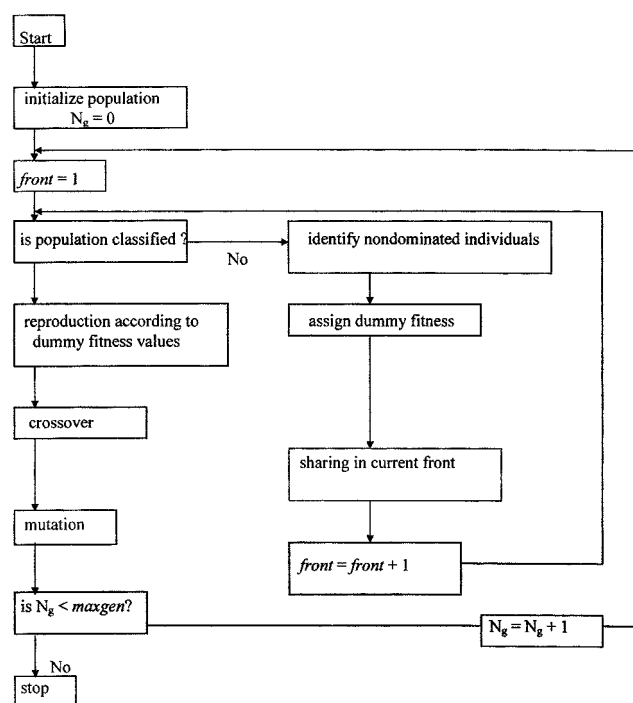 Start
initialize population
N_g = 0
front = 1
is population classified ?
No
identify nondominated individuals
reproduction according to
dummy fitness values
assign dummy fitness
crossover
sharing in current front
mutation
front = front + 1
is N_g < maxgen?
N_g = N_g + 1
No
stop